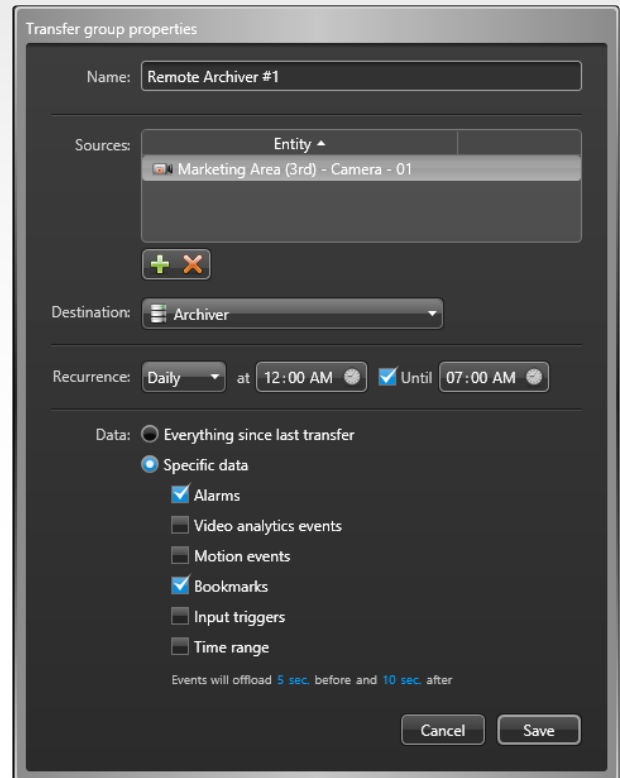 Transfer group properties
Name: Remote Archiver #1
Sources: Entity
Marketing Area (3rd) - Camera - 01
Destination: Archiver
Recurrence: Daily at 12:00 AM Until 07:00 AM
Data: Everything since last transfer
Specific data
Alarms
Video analytics events
Motion events
Bookmarks
Input triggers
Time range
Events will offload 5 sec. before and 10 sec. after
Cancel Save